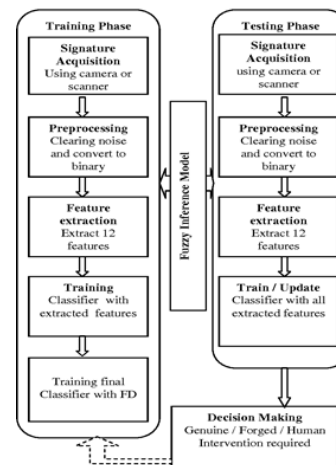 Training Phase
Signature
Acquisition
Using camera or
scanner
Preprocessing
Clearing noise
and convert to
binary
Feature extraction
Extract 12
features
Training
Classifier with
extracted features
Training final
Classifier with FD
Fuzzy Inference Model
Testing Phase
Signature
Acquisition
using camera or
scanner
Preprocessing
Clearing noise
and convert to
binary
Feature
extraction
Extract 12
features
Train / Update
Classifier with all
extracted features
Decision Making
Genuine / Forged / Human
Intervention required